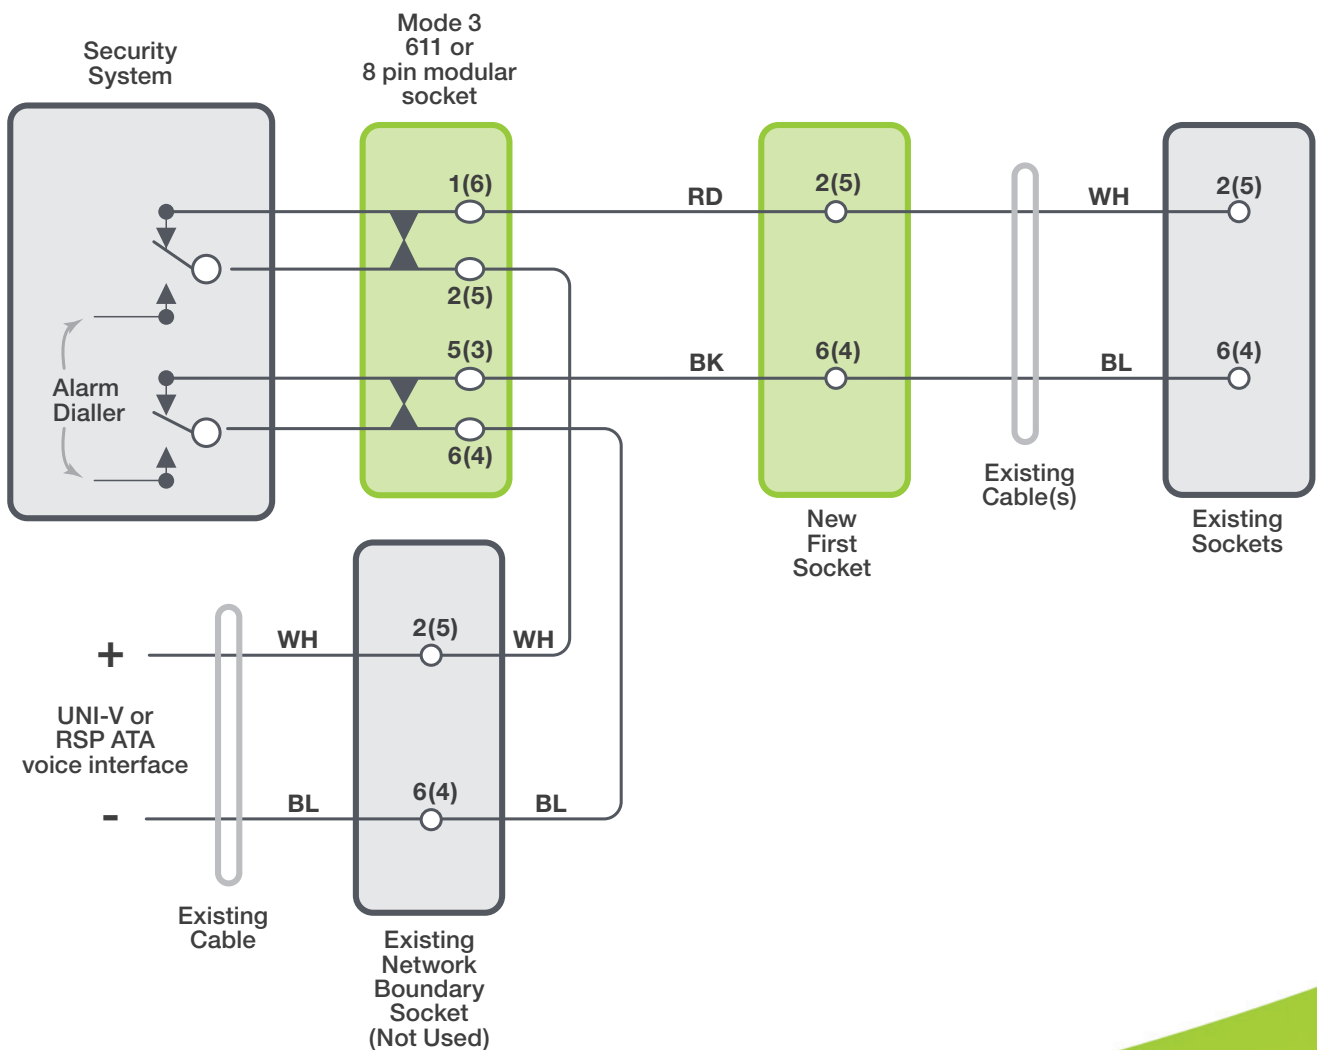 Security
System
Mode 3
611 or
8 pin modular
socket
1(6)
RD
2(5)
WH
2(5)
2(5)
5(3)
BK
6(4)
BL
6(4)
6(4)
Alarm
Dialler
New
First
Socket
Existing
Cable(s)
Existing
Sockets
+
WH
2(5)
WH
UNI-V or
RSP ATA
voice interface
-
BL
6(4)
BL
Existing
Cable
Existing
Network
Boundary
Socket
(Not Used)